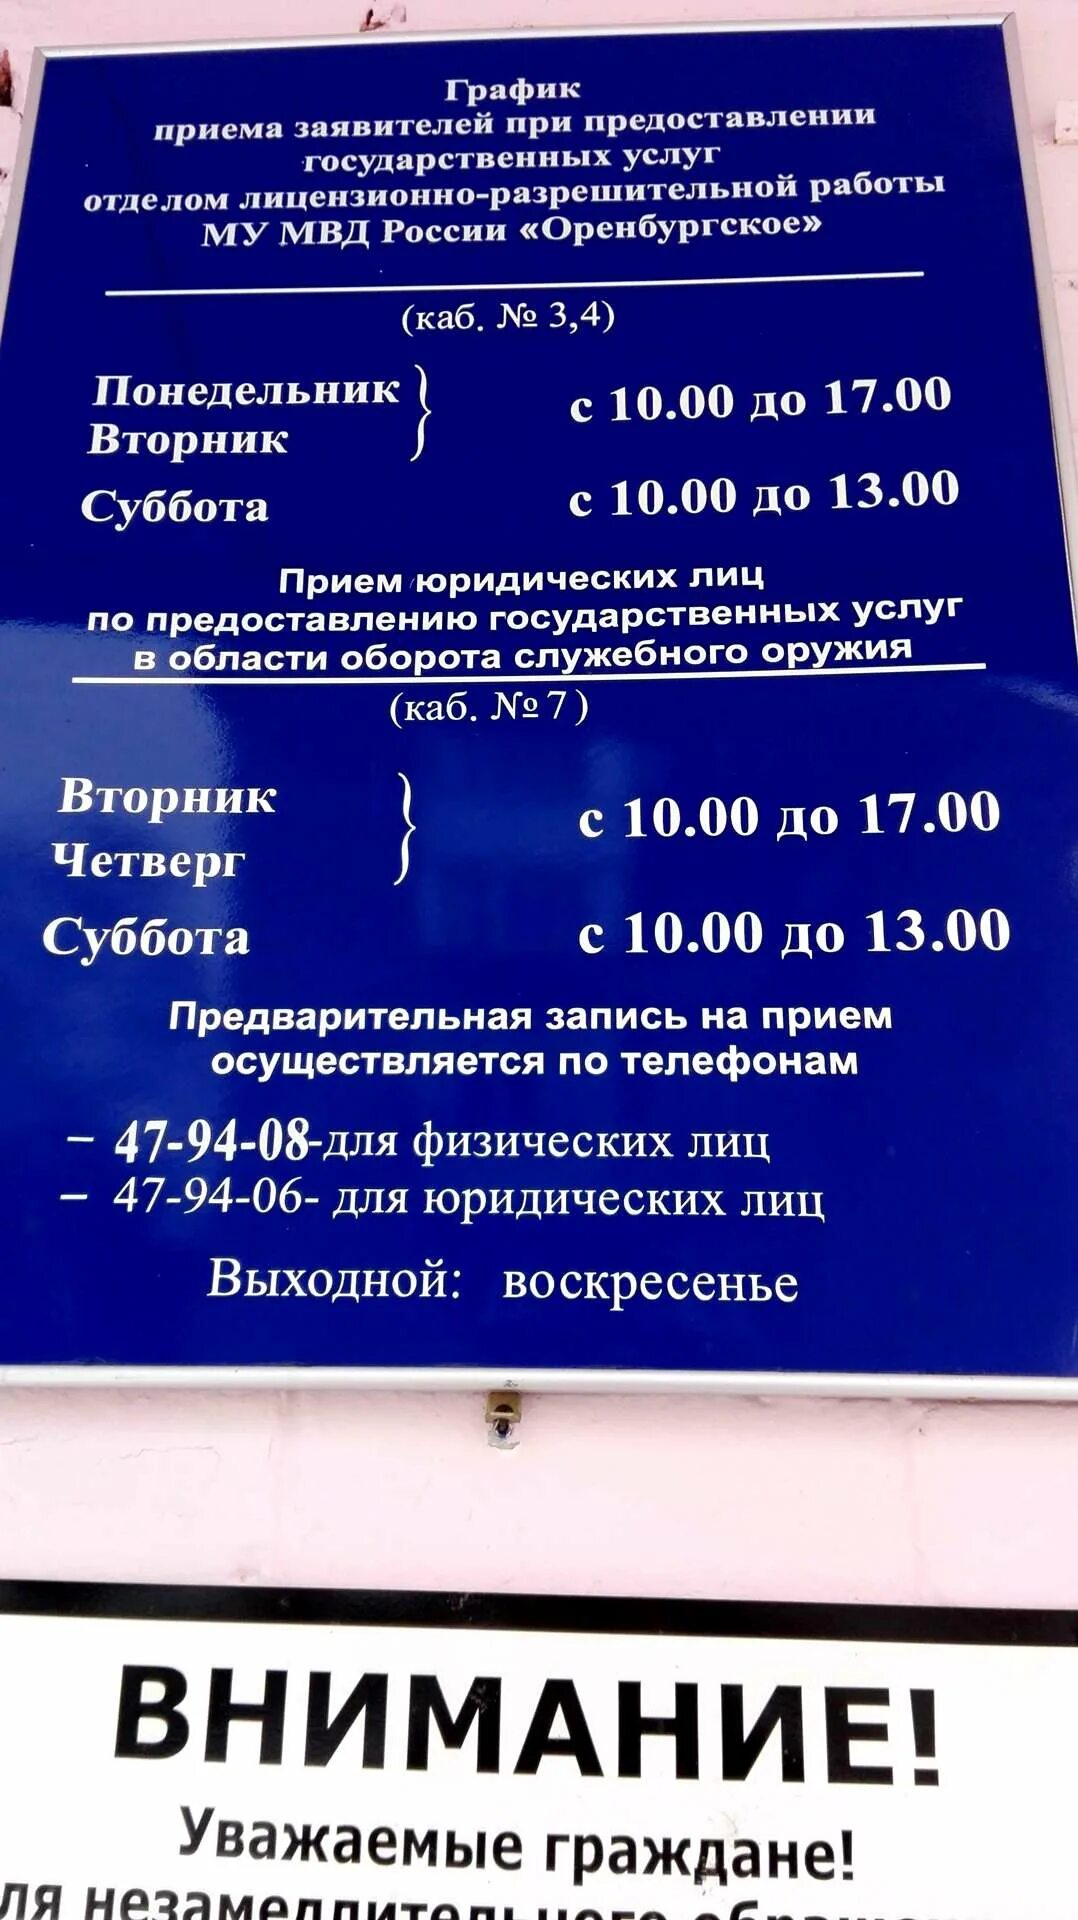 График
приема заявителей при предоставлении
государственных услуг
отделом лицензионно-разрешительной работы
МУ МВД России «Оренбургское»
(каб. № 3,4)
Понедельник
Вторник } с 10.00 до 17.00
Суббота с 10.00 до 13.00
Прием юридических лиц
по предоставлению государственных услуг
в области оборота служебного оружия
(каб. № 7)
Вторник
Четверг } с 10.00 до 17.00
Суббота с 10.00 до 13.00
Предварительная запись на прием
осуществляется по телефонам
– 47-94-08-для физических лиц
– 47-94-06- для юридических лиц
Выходной: воскресенье
ВНИМАНИЕ!
Уважаемые граждане!
незамедлительного